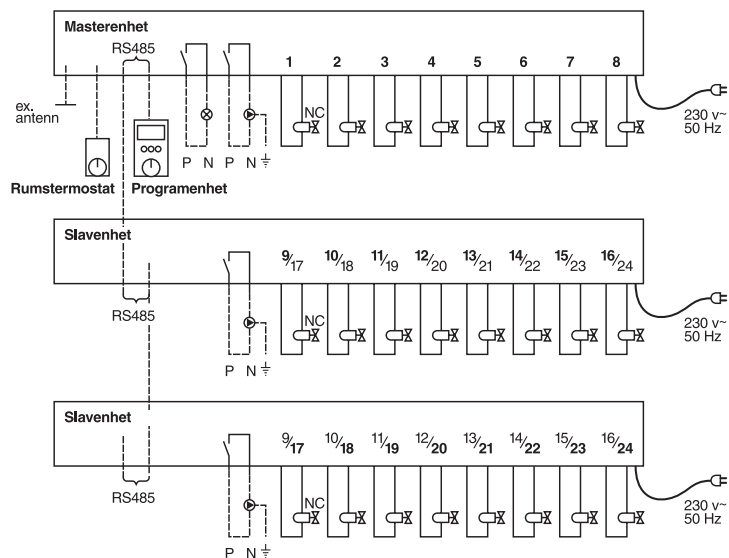 Masterenhet
RS485
1 2 3 4 5 6 7 8
ex. antenn
NC
230 v~
50 Hz
P N P N
Rumstermostat Programenhet
Slavenhet
9/17 10/18 11/19 12/20 13/21 14/22 15/23 16/24
RS485
NC
230 v~
50 Hz
P N
Slavenhet
9/17 10/18 11/19 12/20 13/21 14/22 15/23 16/24
RS485
NC
230 v~
50 Hz
P N